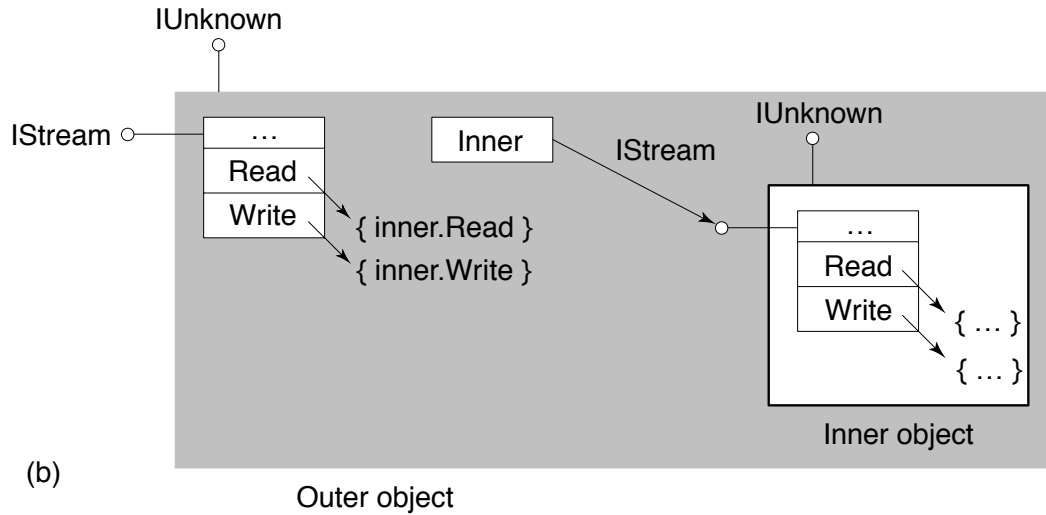 IUnknown
IStream
…
Read
Write
{ inner.Read }
{ inner.Write }
Inner
IStream
IUnknown
…
Read
Write
{ … }
{ … }
Inner object
(b)
Outer object